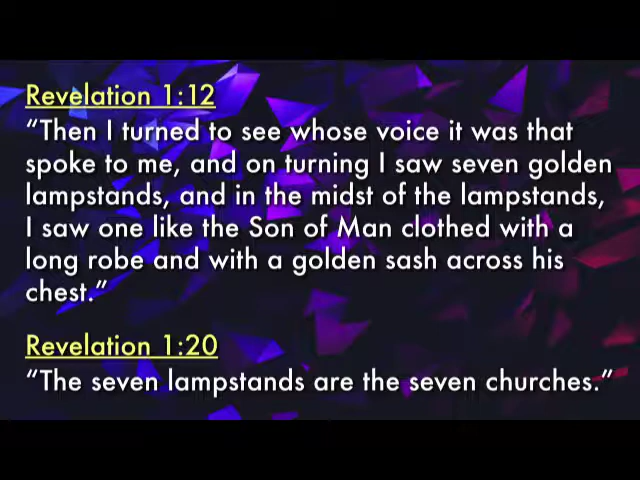 Revelation 1:12
“Then I turned to see whose voice it was that
spoke to me, and on turning I saw seven golden
lampstands, and in the midst of the lampstands,
I saw one like the Son of Man clothed with a
long robe and with a golden sash across his
chest.”
Revelation 1:20
“The seven lampstands are the seven churches.”